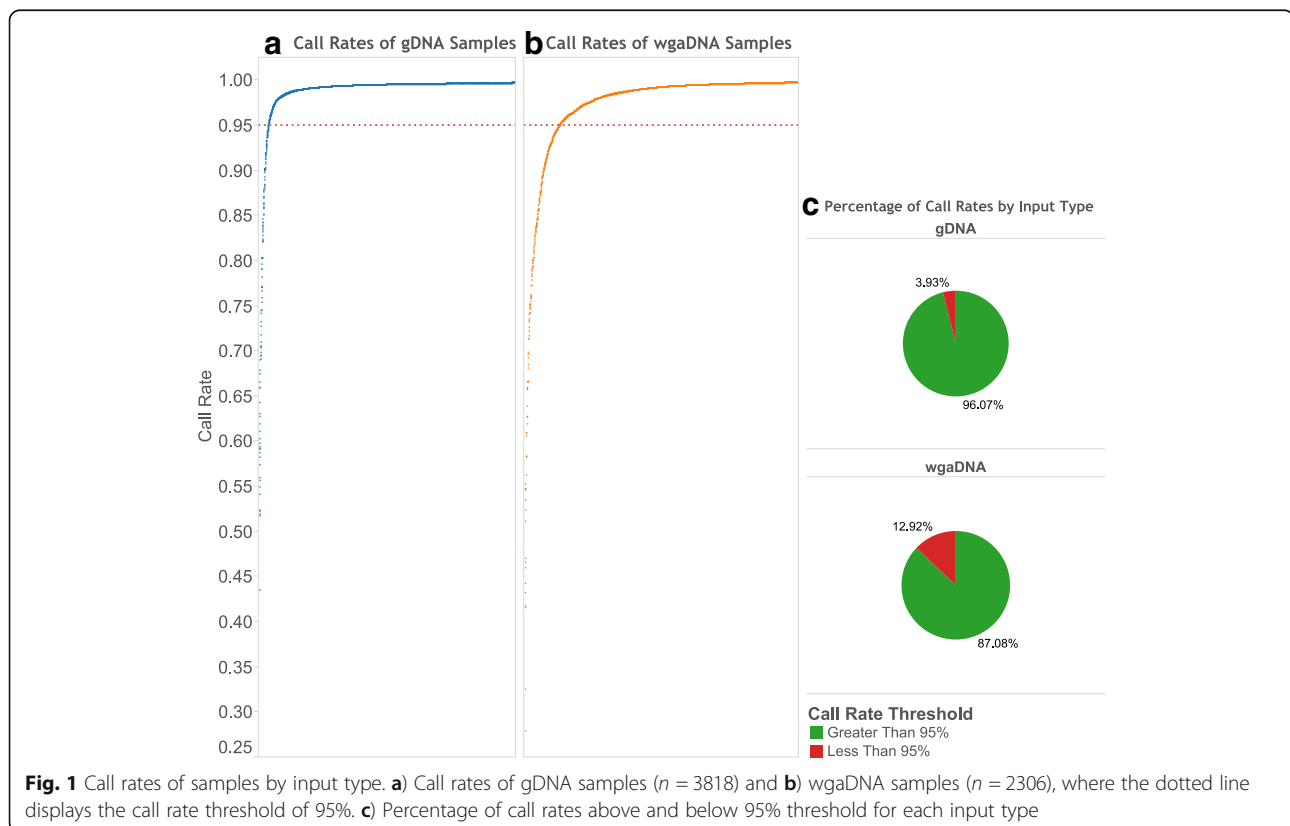 a Call Rates of gDNA Samples
b Call Rates of wgaDNA Samples
Call Rate
1.00
0.95
0.90
0.85
0.80
0.75
0.70
0.65
0.60
0.55
0.50
0.45
0.40
0.35
0.30
0.25
c Percentage of Call Rates by Input Type
gDNA
3.93%
96.07%
wgaDNA
12.92%
87.08%
Call Rate Threshold
Greater Than 95%
Less Than 95%
Fig. 1 Call rates of samples by input type. a) Call rates of gDNA samples (n = 3818) and b) wgaDNA samples (n = 2306), where the dotted line
displays the call rate threshold of 95%. c) Percentage of call rates above and below 95% threshold for each input type